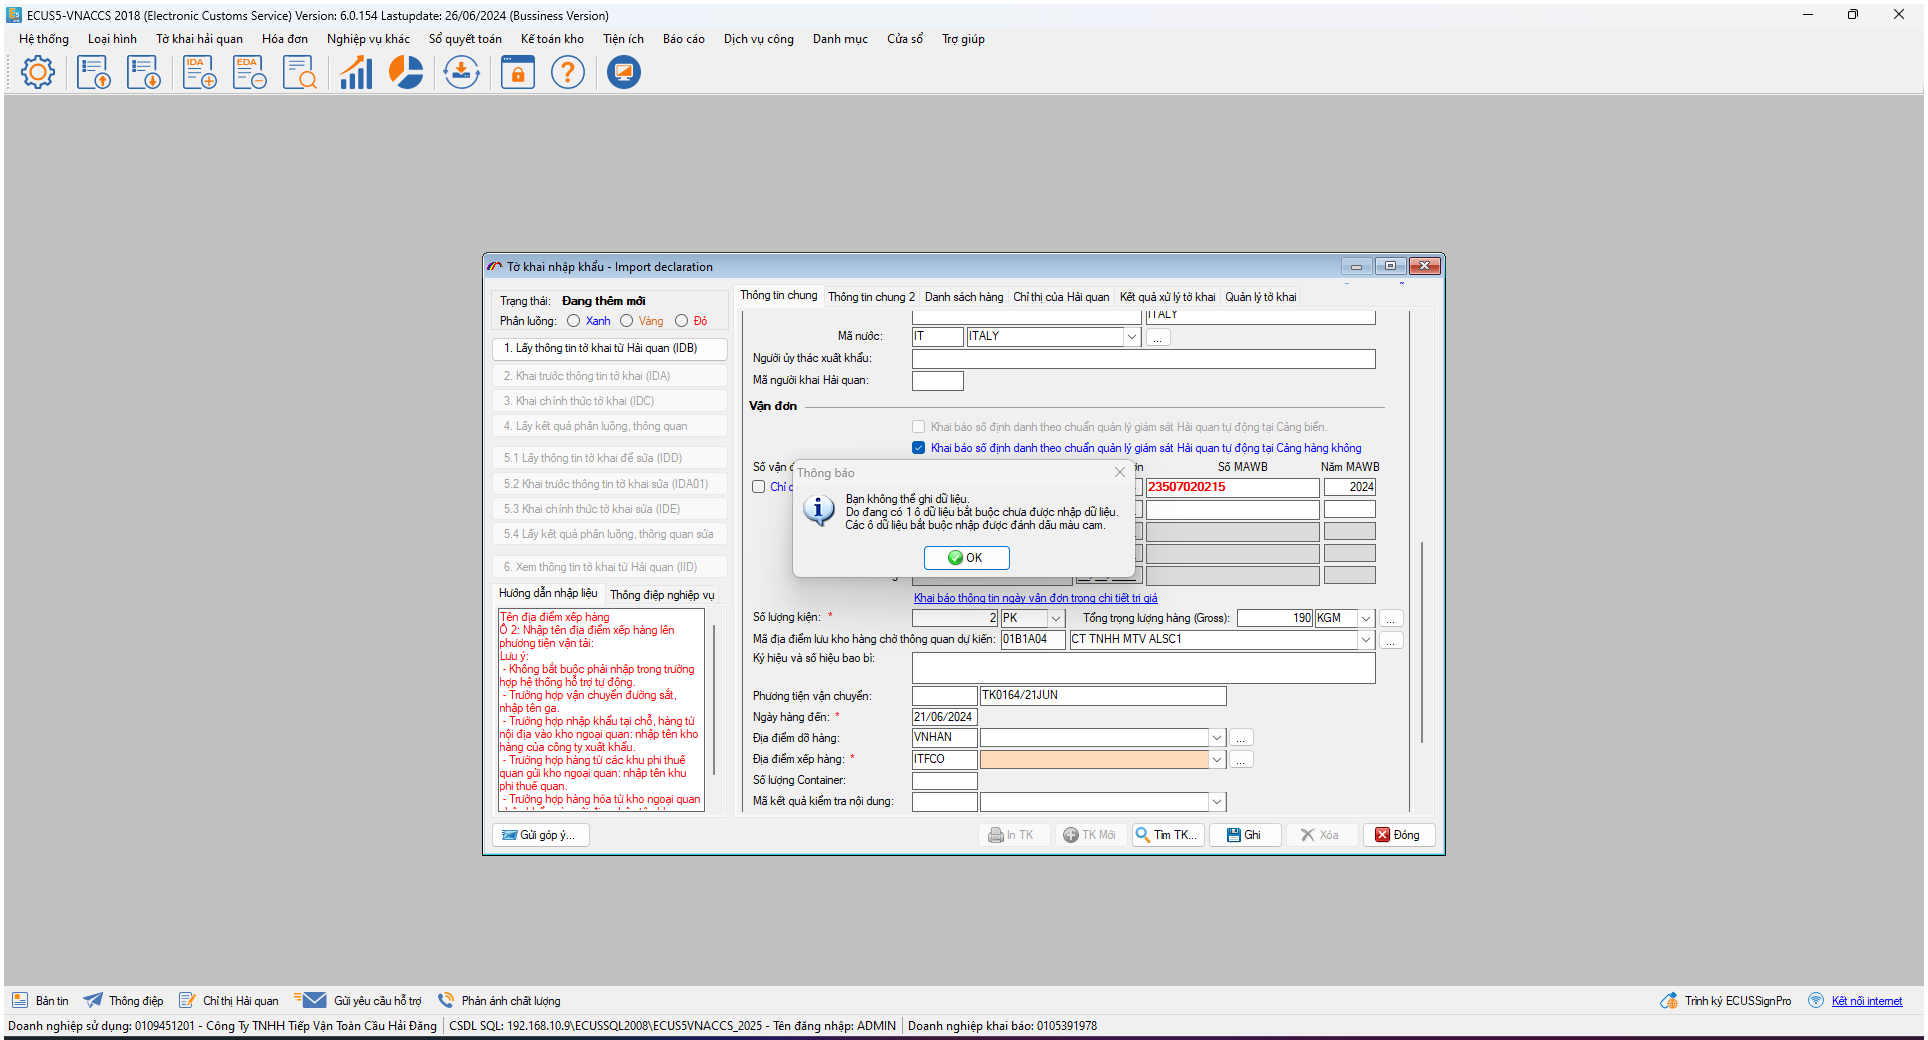 ECUS5-VNACCS 2018 (Electronic Customs Service) Version: 6.0.154 Lastupdate: 26/06/2024 (Bussiness Version)
Hệ thống Loại hình Tờ khai hải quan Hóa đơn Nghiệp vụ khác Sổ quyết toán Kế toán kho Tiện ích Báo cáo Dịch vụ công Danh mục Cửa sổ Trợ giúp
IDA EDA
Tờ khai nhập khẩu - Import declaration
Trạng thái: Đang thêm mới
Phân luồng: Xanh Vàng Đỏ
1. Lấy thông tin tờ khai từ Hải quan (IDB)
2. Khai trước thông tin tờ khai (IDA)
3. Khai chính thức tờ khai (IDC)
4. Lấy kết quả phân luồng, thông quan
5.1 Lấy thông tin tờ khai để sửa (IDD)
5.2 Khai trước thông tin tờ khai sửa (IDA01)
5.3 Khai chính thức tờ khai sửa (IDE)
5.4 Lấy kết quả phân luồng, thông quan sửa
6. Xem thông tin tờ khai từ Hải quan (IID)
Hướng dẫn nhập liệu Thông điệp nghiệp vụ
Tên địa điểm xếp hàng
Ô 2: Nhập tên địa điểm xếp hàng lên
phương tiện vận tải:
Lưu ý:
- Không bắt buộc phải nhập trong trường
hợp hệ thống hỗ trợ tự động.
- Trường hợp vận chuyển đường sắt,
nhập tên ga.
- Trường hợp nhập khẩu tại chỗ, hàng từ
nội địa vào kho ngoại quan: nhập tên kho
hàng của công ty xuất khẩu.
- Trường hợp hàng từ các khu phi thuế
quan gửi kho ngoại quan: nhập tên khu
phi thuế quan.
- Trường hợp hàng hóa từ kho ngoại quan
Gửi góp ý...
Thông tin chung Thông tin chung 2 Danh sách hàng Chỉ thị của Hải quan Kết quả xử lý tờ khai Quản lý tờ khai
ITALY
Mã nước: IT ITALY ...
Người ủy thác xuất khẩu:
Mã người khai Hải quan:
Vận đơn
Khai báo số định danh theo chuẩn quản lý giám sát Hải quan tự động tại Cảng biển.
Khai báo số định danh theo chuẩn quản lý giám sát Hải quan tự động tại Cảng hàng không
Số vận Số MAWB Năm MAWB
Chỉ 23507020215 2024
Thông báo
Bạn không thể ghi dữ liệu.
Do đang có 1 ô dữ liệu bắt buộc chưa được nhập dữ liệu.
Các ô dữ liệu bắt buộc nhập được đánh dấu màu cam.
OK
Khai báo thông tin ngày vận đơn trong chi tiết trị giá
Số lượng kiện: * 2 PK Tổng trọng lượng hàng (Gross): 190 KGM ...
Mã địa điểm lưu kho hàng chờ thông quan dự kiến: 01B1A04 CT TNHH MTV ALSC1 ...
Ký hiệu và số hiệu bao bì:
Phương tiện vận chuyển: TK0164/21JUN
Ngày hàng đến: * 21/06/2024
Địa điểm dỡ hàng: VNHAN ...
Địa điểm xếp hàng: * ITFCO ...
Số lượng Container:
Mã kết quả kiểm tra nội dung:
In TK TK Mới Tìm TK... Ghi Xóa Đóng
Bản tin Thông điệp Chỉ thị Hải quan Gửi yêu cầu hỗ trợ Phản ánh chất lượng Trình ký ECUSSignPro Kết nối internet
Doanh nghiệp sử dụng: 0109451201 - Công Ty TNHH Tiếp Vận Toàn Cầu Hải Đăng CSDL SQL: 192.168.10.9\ECUSSQL2008\ECUS5VNACCS_2025 - Tên đăng nhập: ADMIN Doanh nghiệp khai báo: 0105391978